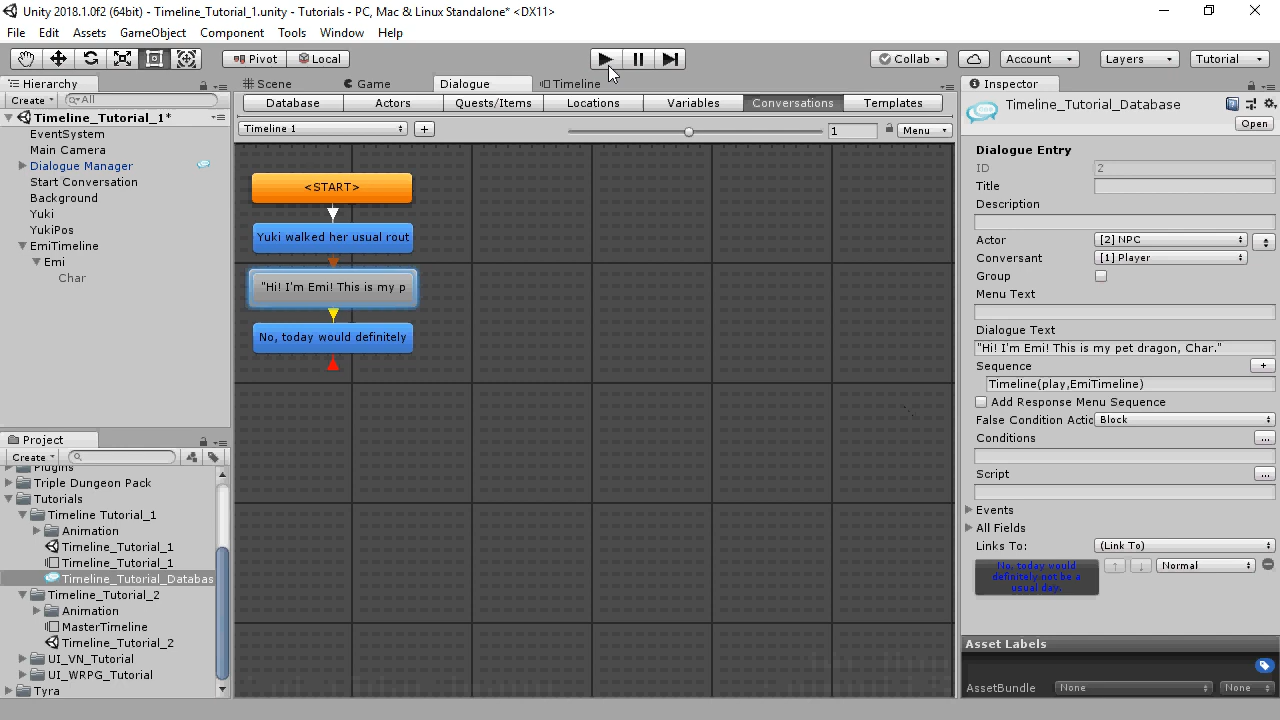 Unity 2018.1.0f2 (64bit) - Timeline_Tutorial_1.unity - Tutorials - PC, Mac & Linux Standalone* <DX11>
File Edit Assets GameObject Component Tools Window Help
Pivot Local Collab Account Layers Tutorial
Hierarchy Scene Game Dialogue Timeline Inspector
Create All
Database Actors Quests/Items Locations Variables Conversations Templates
Timeline 1 + 1 Menu
Timeline_Tutorial_1*
EventSystem
Main Camera
Dialogue Manager
Start Conversation
Background
Yuki
YukiPos
EmiTimeline
Emi
Char
<START>
Yuki walked her usual rout
"Hi! I'm Emi! This is my p
No, today would definitely
Timeline_Tutorial_Database
Open
Dialogue Entry
ID 2
Title
Description
Actor [2] NPC
Conversant [1] Player
Group
Menu Text
Dialogue Text
"Hi! I'm Emi! This is my pet dragon, Char."
Sequence +
Timeline(play,EmiTimeline)
Add Response Menu Sequence
False Condition Actic Block
Conditions ...
Script ...
Events
All Fields
Links To: (Link To)
No, today would
definitely not be a
usual day.
Normal
Asset Labels
AssetBundle None None
Project
Create
Plugins
Triple Dungeon Pack
Tutorials
Timeline Tutorial_1
Animation
Timeline_Tutorial_1
Timeline_Tutorial_1
Timeline_Tutorial_Databas
Timeline_Tutorial_2
Animation
MasterTimeline
Timeline_Tutorial_2
UI_VN_Tutorial
UI_WRPG_Tutorial
Tyra